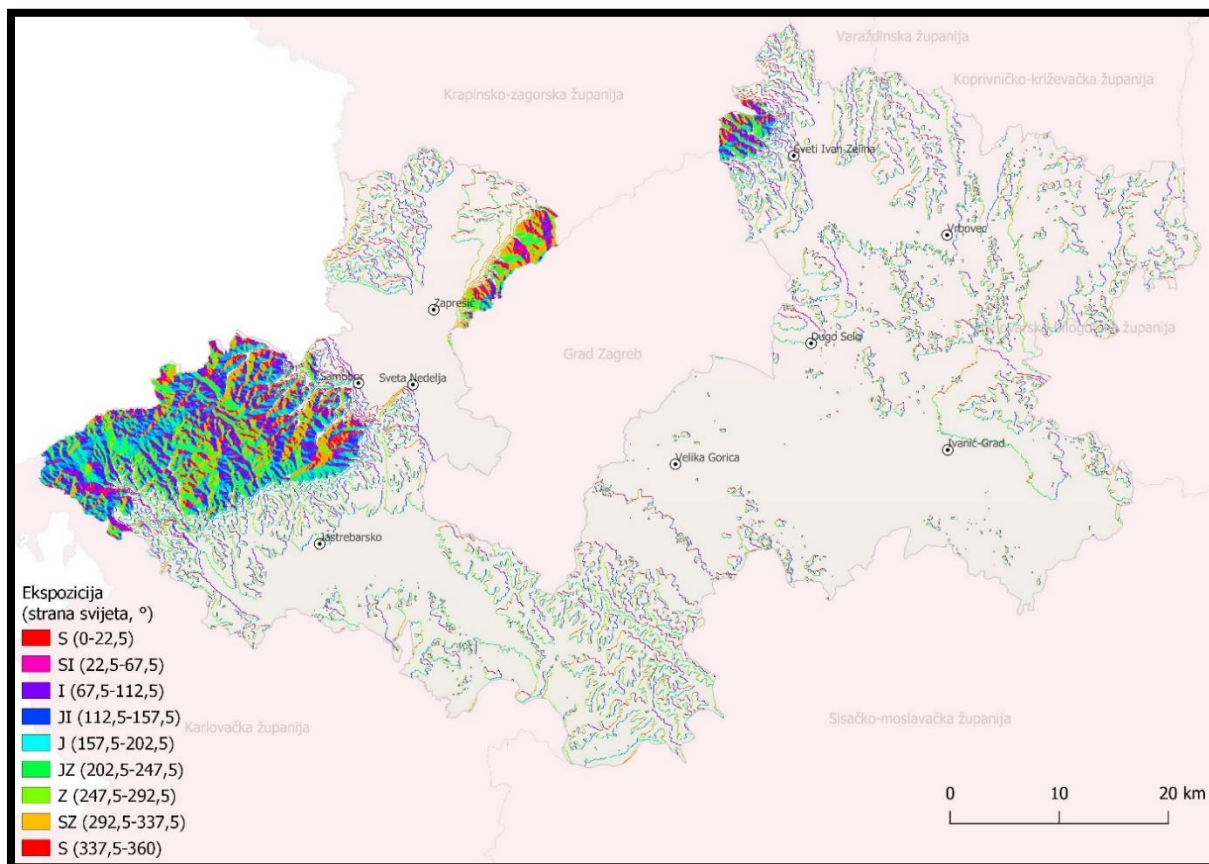 Varaždinska županija
Koprivničko-križevačka županija
Krapinsko-zagorska županija
Sveti Ivan Zelina
Vrbovec
Zaprešić
Dugo Selo
županija
Grad Zagreb
Samobor
Sveta Nedelja
Ivanić-Grad
Velika Gorica
Jastrebarsko
Ekspozicija
(strana svijeta, °)
S (0-22,5)
SI (22,5-67,5)
I (67,5-112,5)
JI (112,5-157,5)
J (157,5-202,5)
JZ (202,5-247,5)
Z (247,5-292,5)
SZ (292,5-337,5)
S (337,5-360)
Karlovačka županija
Sisačko-moslavačka županija
0 10 20 km